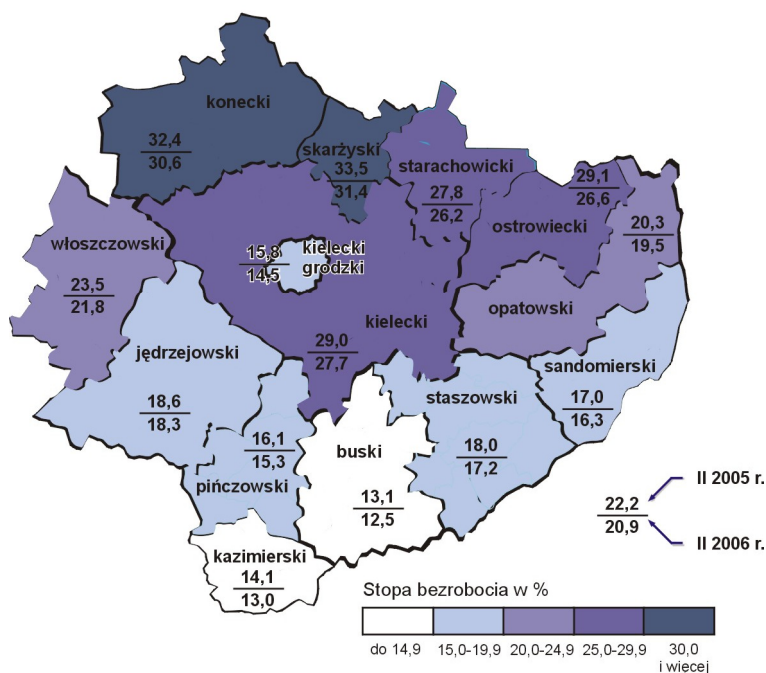 konecki
32,4
30,6
skarżyski
33,5
31,4
starachowicki
27,8
26,2
29,1
26,6
ostrowiecki
20,3
19,5
opatowski
włoszczowski
23,5
21,8
15,8
14,5
kielecki
grodzki
kielecki
29,0
27,7
jędrzejowski
18,6
18,3
sandomierski
17,0
16,3
staszowski
18,0
17,2
16,1
15,3
pińczowski
buski
13,1
12,5
kazimierski
14,1
13,0
22,2
20,9
II 2005 r.
II 2006 r.
Stopa bezrobocia w %
do 14,9
15,0-19,9
20,0-24,9
25,0-29,9
30,0
i więcej